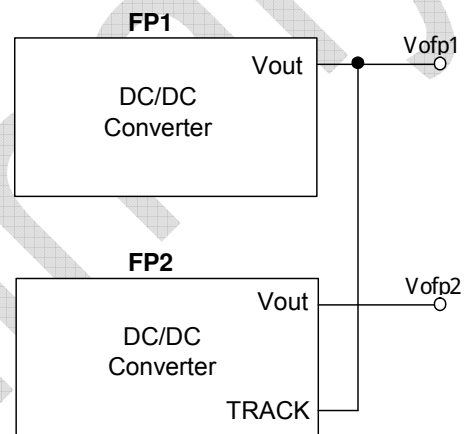 FP1
Vofp1
Vout
DC/DC
Converter
FP2
Vofp2
Vout
DC/DC
Converter
TRACK